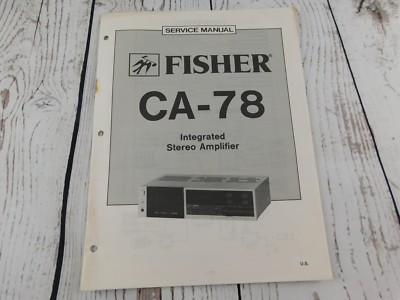 SERVICE MANUAL
FISHER
CA-78
Integrated
Stereo Amplifier
U.S.